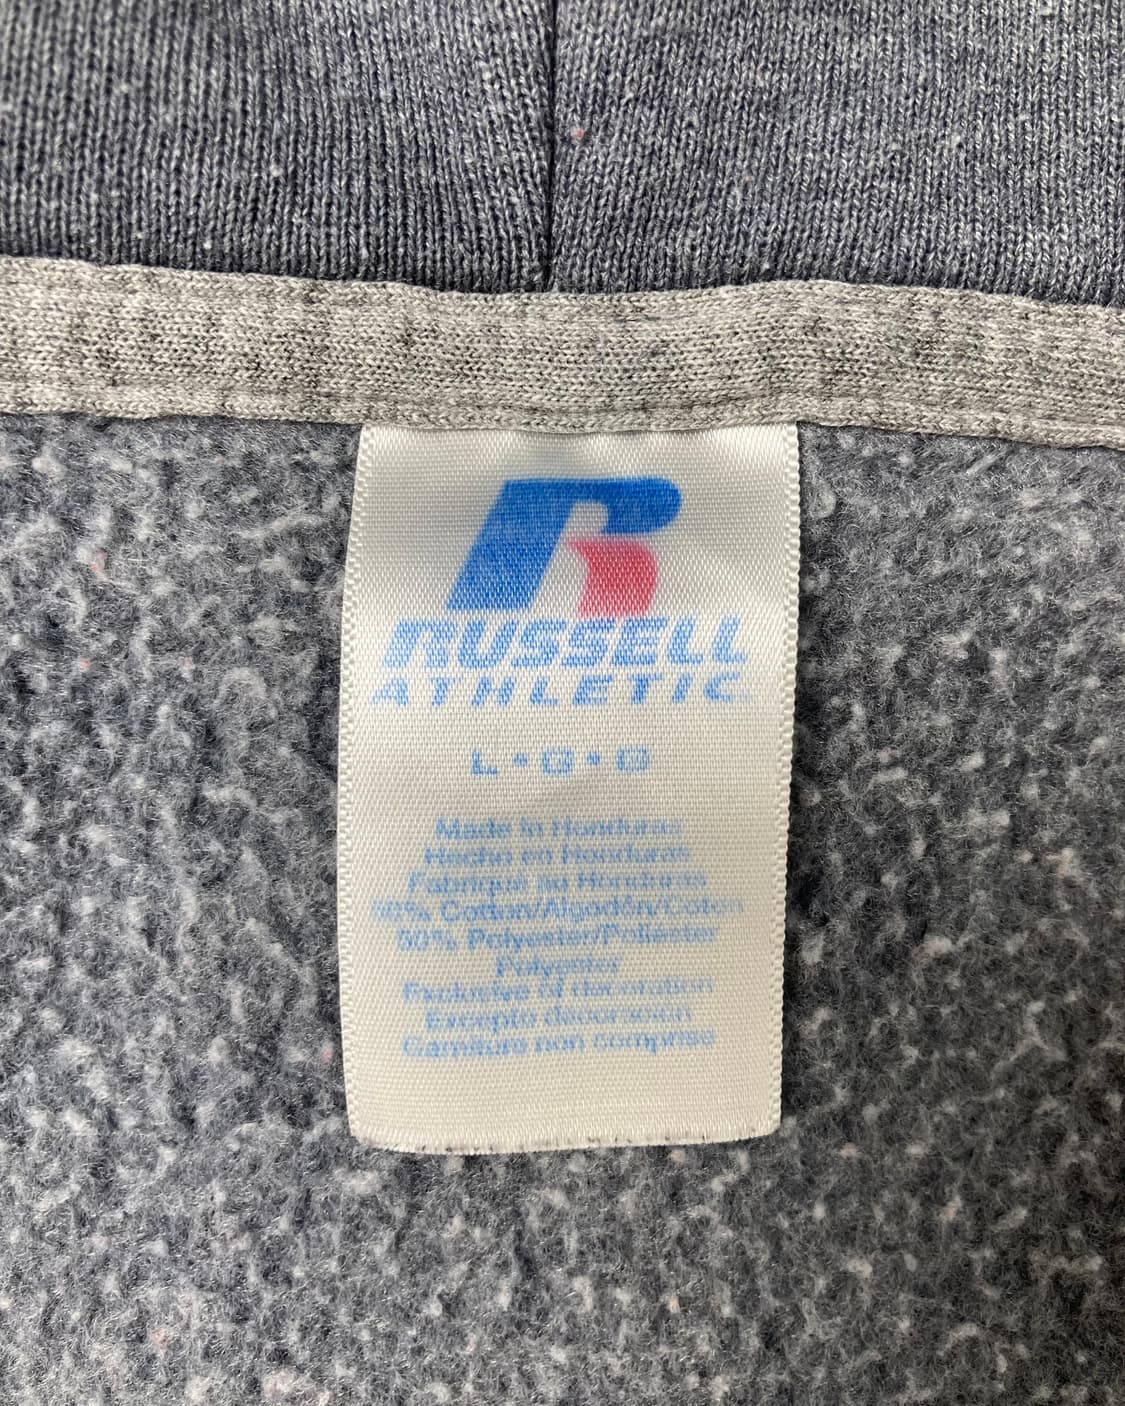 RUSSELL
ATHLETIC
L • G • G
Made in Honduras
Hecho en Honduras
Fabriqué au Honduras
50% Cotton/Algodón/Coton
50% Polyester/Poliéster
Polyester
Exclusive of decoration
Excepto decoración
Garniture non comprise